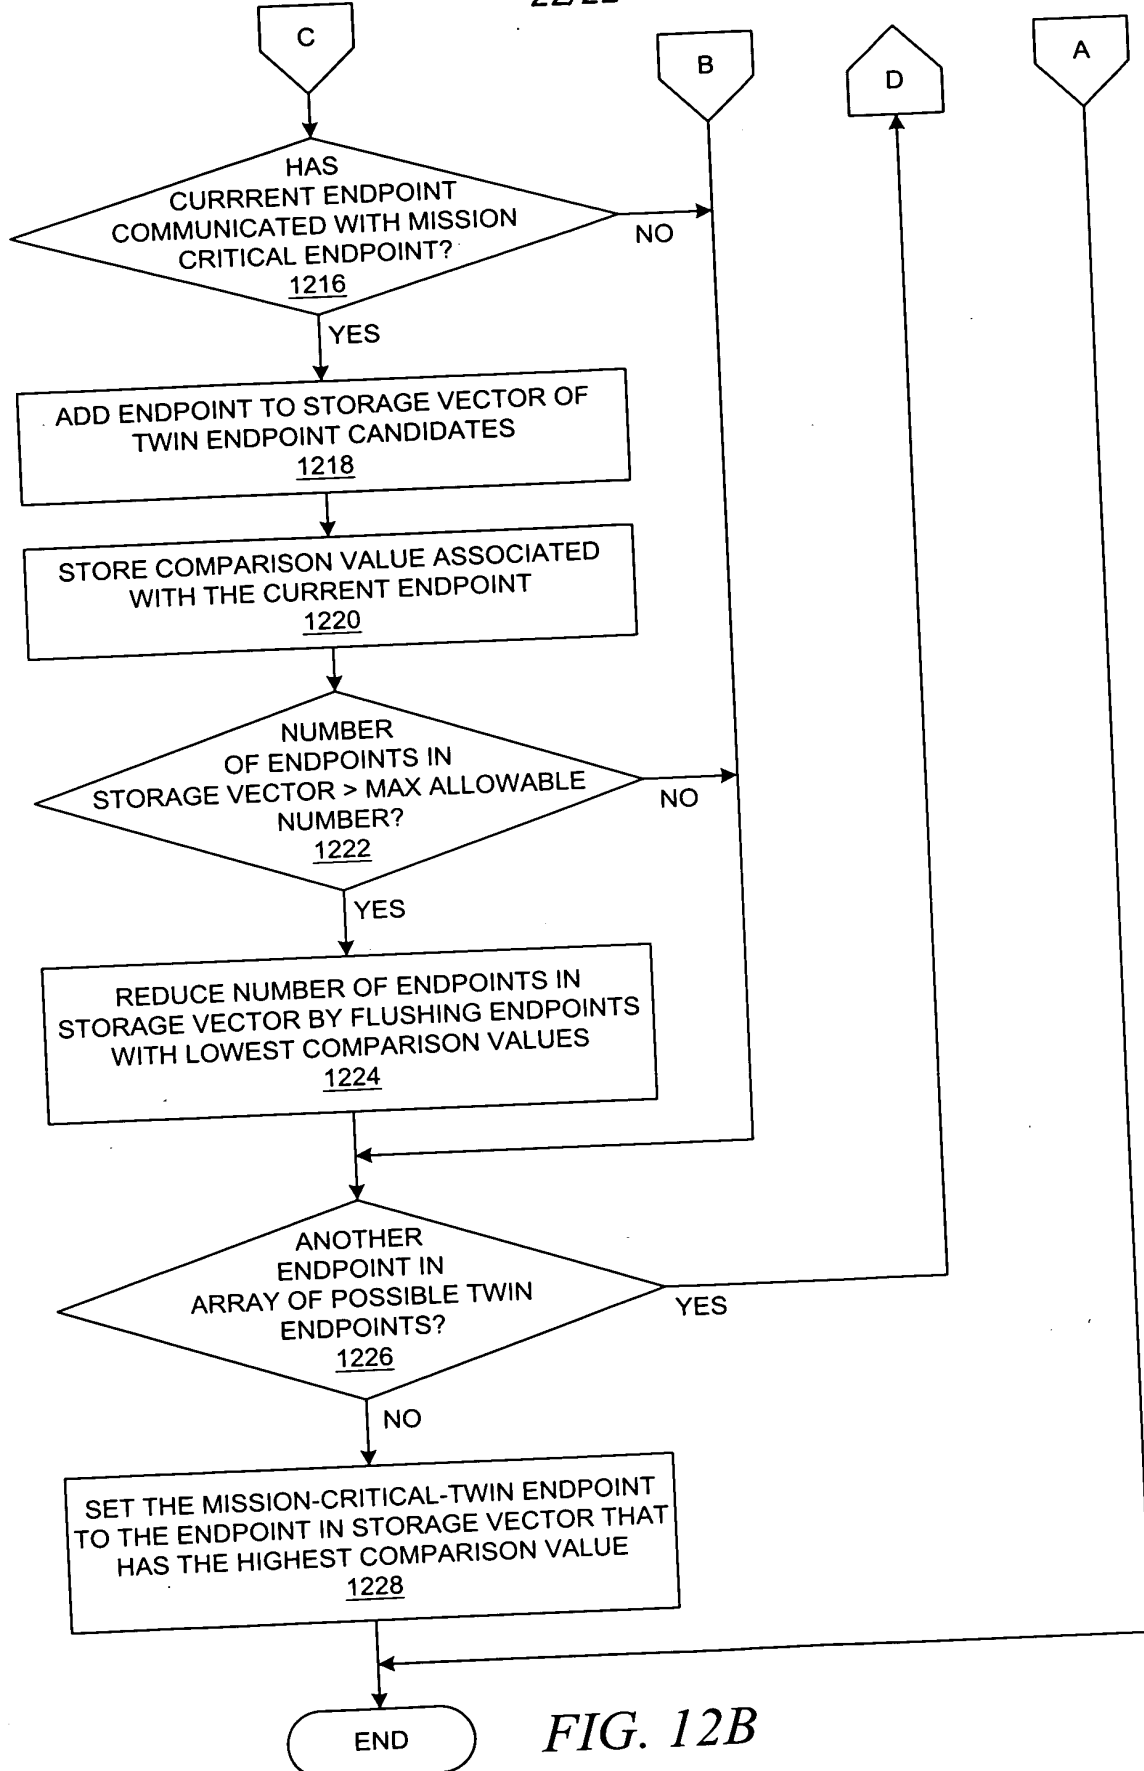 22/22
C
B
D
A
HAS
CURRRENT ENDPOINT
COMMUNICATED WITH MISSION
CRITICAL ENDPOINT?
1216
NO
YES
ADD ENDPOINT TO STORAGE VECTOR OF
TWIN ENDPOINT CANDIDATES
1218
STORE COMPARISON VALUE ASSOCIATED
WITH THE CURRENT ENDPOINT
1220
NUMBER
OF ENDPOINTS IN
STORAGE VECTOR > MAX ALLOWABLE
NUMBER?
1222
NO
YES
REDUCE NUMBER OF ENDPOINTS IN
STORAGE VECTOR BY FLUSHING ENDPOINTS
WITH LOWEST COMPARISON VALUES
1224
ANOTHER
ENDPOINT IN
ARRAY OF POSSIBLE TWIN
ENDPOINTS?
1226
YES
NO
SET THE MISSION-CRITICAL-TWIN ENDPOINT
TO THE ENDPOINT IN STORAGE VECTOR THAT
HAS THE HIGHEST COMPARISON VALUE
1228
END
FIG. 12B